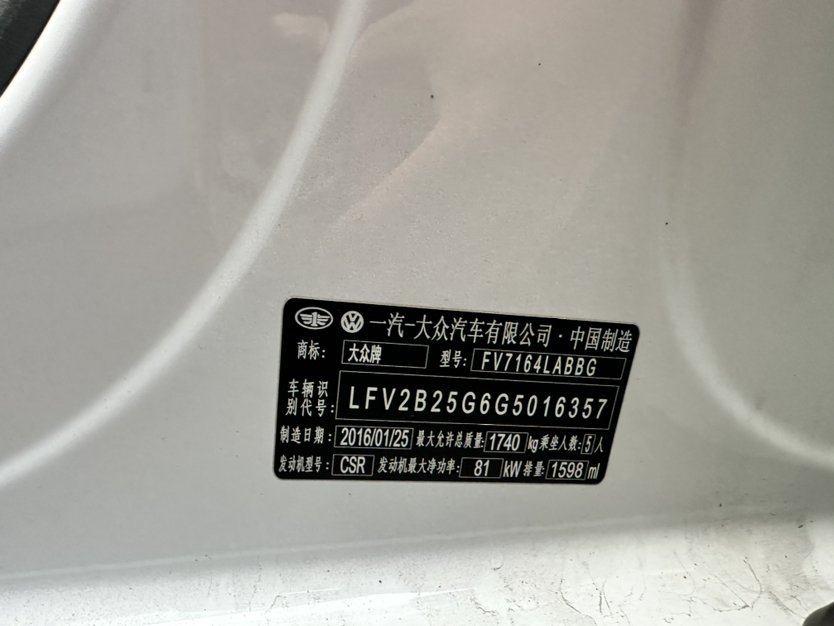 一汽-大众汽车有限公司·中国制造
商标: 大众牌 型号: FV7164LABBG
车辆识别代号: LFV2B25G6G5016357
制造日期: 2016/01/25 最大允许总质量: 1740 kg 乘坐人数: 5 人
发动机型号: CSR 发动机最大净功率: 81 kW 排量: 1598 ml